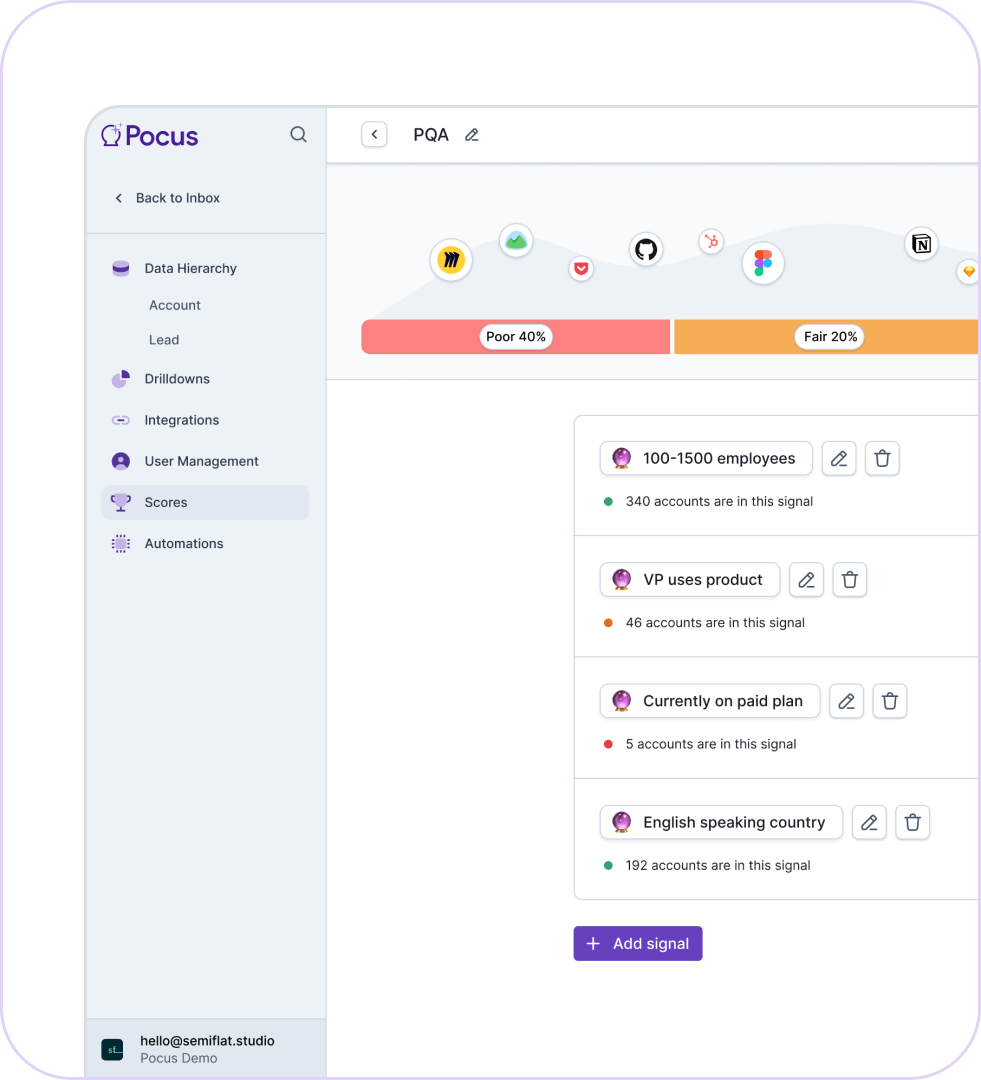 Pocus
Back to Inbox
Data Hierarchy
Account
Lead
Drilldowns
Integrations
User Management
Scores
Automations
sf_
hello@semiflat.studio
Pocus Demo
PQA
Poor 40%
Fair 20%
100-1500 employees
340 accounts are in this signal
VP uses product
46 accounts are in this signal
Currently on paid plan
5 accounts are in this signal
English speaking country
192 accounts are in this signal
+ Add signal